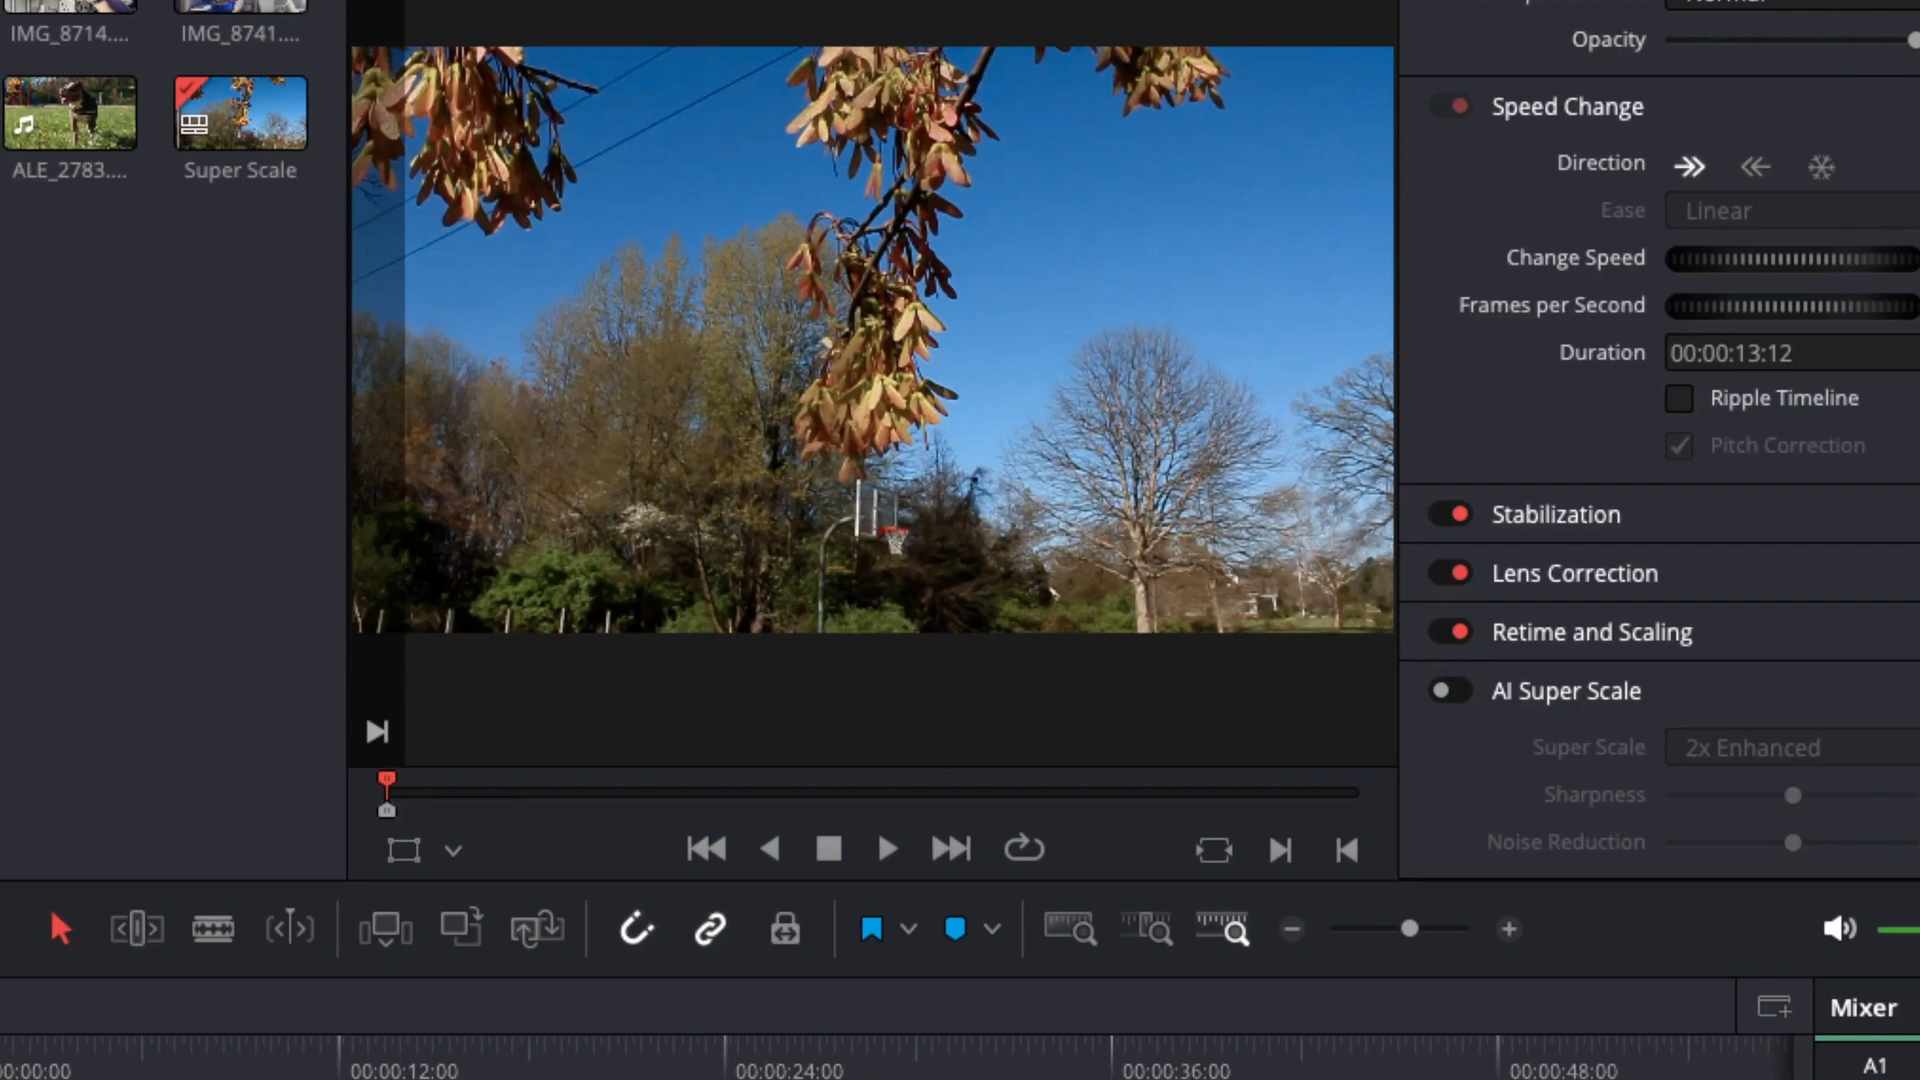 IMG_8714....
IMG_8741....
ALE_2783....
Super Scale
Opacity
Speed Change
Direction
Ease
Linear
Change Speed
Frames per Second
Duration
00:00:13:12
Ripple Timeline
Pitch Correction
Stabilization
Lens Correction
Retime and Scaling
AI Super Scale
Super Scale
2x Enhanced
Sharpness
Noise Reduction
Mixer
00:00:12:00
00:00:24:00
00:00:36:00
00:00:48:00
A1